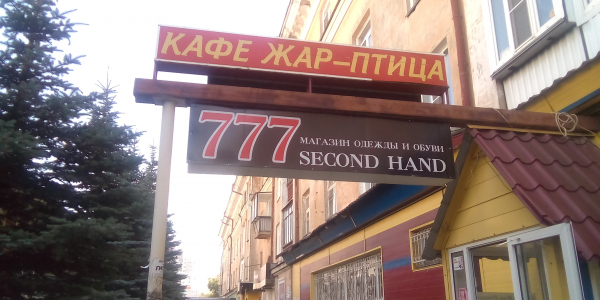 КАФЕ ЖАР-ПТИЦА
777
МАГАЗИН ОДЕЖДЫ И ОБУВИ
SECOND HAND